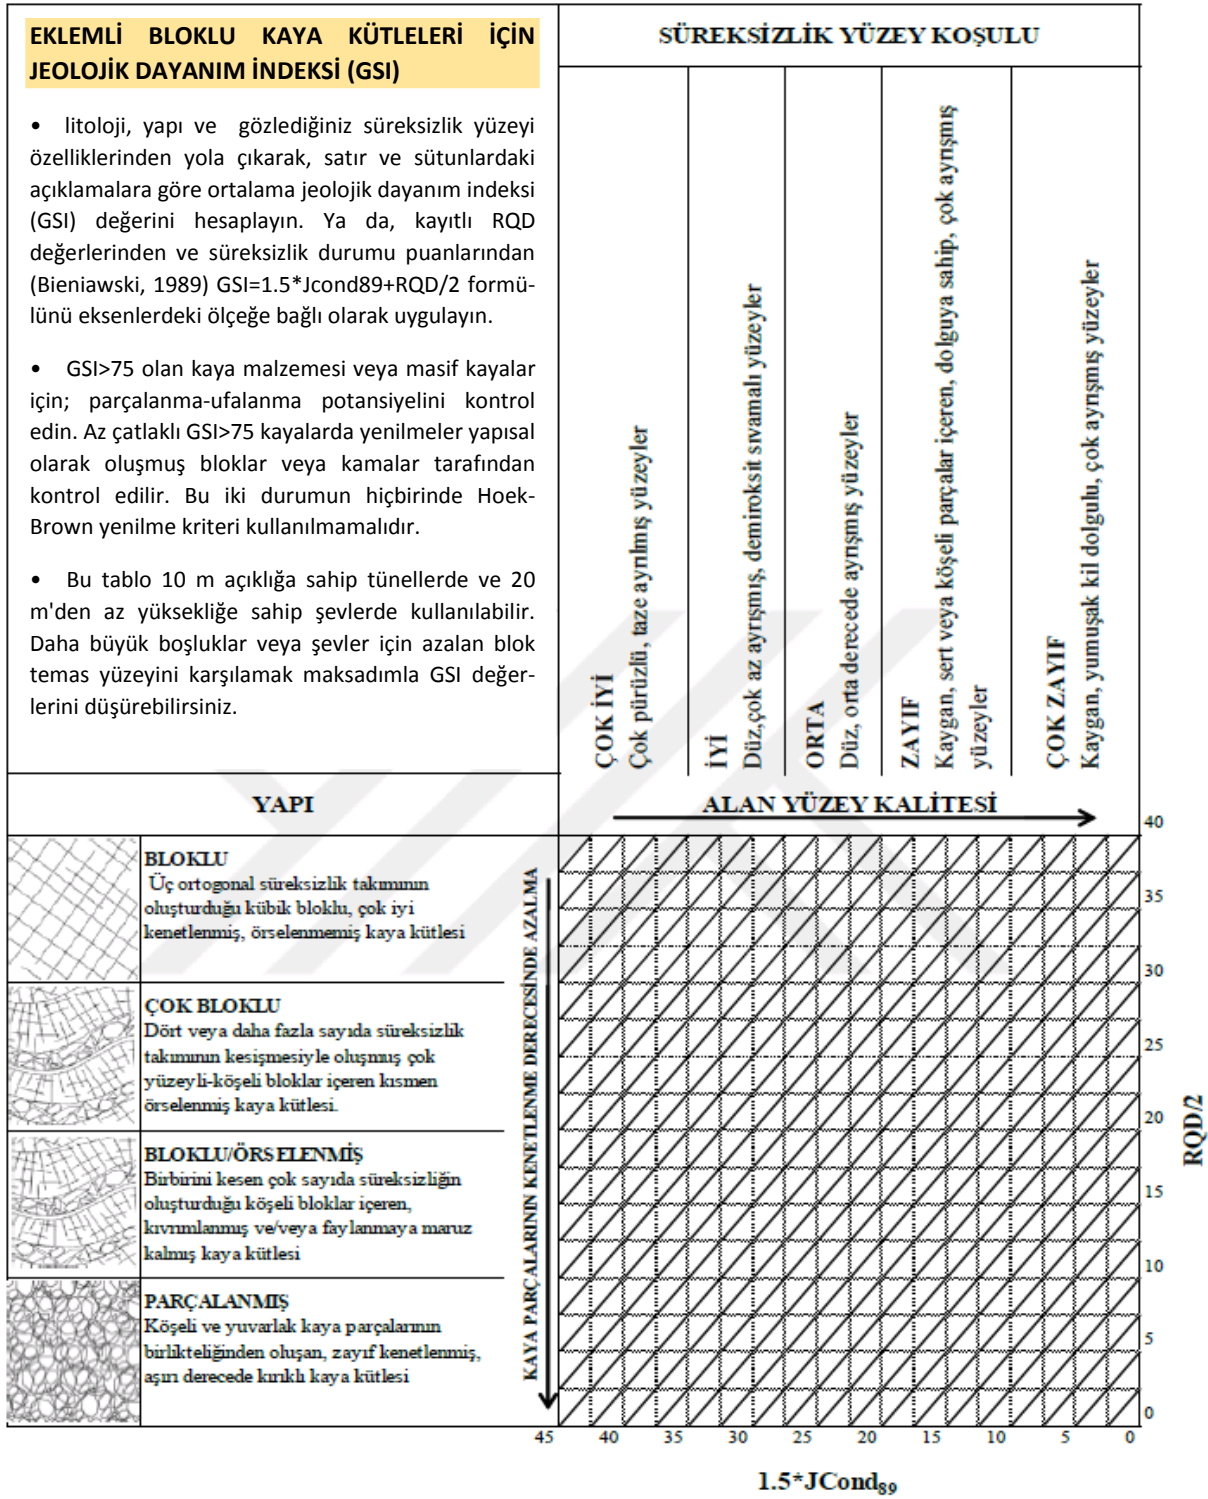 EKLEMLİ BLOKLU KAYA KÜTLELERİ İÇİN
JEOLOJİK DAYANIM İNDEKSİ (GSI)
• litoloji, yapı ve gözlediğiniz süreksizlik yüzeyi
özelliklerinden yola çıkarak, satır ve sütunlardaki
açıklamalara göre ortalama jeolojik dayanım indeksi
(GSI) değerini hesaplayın. Ya da, kayıtlı RQD
değerlerinden ve süreksizlik durumu puanlarından
(Bieniawski, 1989) GSI=1.5*Jcond89+RQD/2 formü-
lünü eksenlerdeki ölçeğe bağlı olarak uygulayın.
• GSI>75 olan kaya malzemesi veya masif kayalar
için; parçalanma-ufalanma potansiyelini kontrol
edin. Az çatlaklı GSI>75 kayalarda yenilmeler yapısal
olarak oluşmuş bloklar veya kamalar tarafından
kontrol edilir. Bu iki durumun hiçbirinde Hoek-
Brown yenilme kriteri kullanılmamalıdır.
• Bu tablo 10 m açıklığa sahip tünellerde ve 20
m'den az yüksekliğe sahip şevlerde kullanılabilir.
Daha büyük boşluklar veya şevler için azalan blok
temas yüzeyini karşılamak maksadımla GSI değer-
lerini düşürebilirsiniz.
SÜREKSİZLİK YÜZEY KOŞULU
ÇOK İYİ
Çok pürüzlü, taze ayrılmış yüzeyler
İYİ
Düz,çok az ayrışmış, demiroksit sıvamalı yüzeyler
ORTA
Düz, orta derecede ayrışmış yüzeyler
ZAYIF
Kaygan, sert veya köşeli parçalar içeren, dolguya sahip, çok ayrışmış
yüzeyler
ÇOK ZAYIF
Kaygan, yumuşak kil dolgulu, çok ayrışmış yüzeyler
YAPI
ALAN YÜZEY KALİTESİ
BLOKLU
Üç ortogonal süreksizlik takımının
oluşturduğu kübik bloklu, çok iyi
kenetlenmiş, örselenmemiş kaya kütlesi
ÇOK BLOKLU
Dört veya daha fazla sayıda süreksizlik
takımının kesişmesiyle oluşmuş çok
yüzeyli-köşeli bloklar içeren kısmen
örselenmiş kaya kütlesi.
BLOKLU/ÖRSELENMİŞ
Birbirini kesen çok sayıda süreksizliğin
oluşturduğu köşeli bloklar içeren,
kıvrımlanmış ve/veya faylanmaya maruz
kalmış kaya kütlesi
PARÇALANMIŞ
Köşeli ve yuvarlak kaya parçalarının
birlikteliğinden oluşan, zayıf kenetlenmiş,
aşırı derecede kırıklı kaya kütlesi
KAYA PARÇALARININ KENETLENME DERECESİNDE AZALMA
40
35
30
25
20
15
10
5
0
RQD/2
45 40 35 30 25 20 15 10 5 0
1.5*JCond89